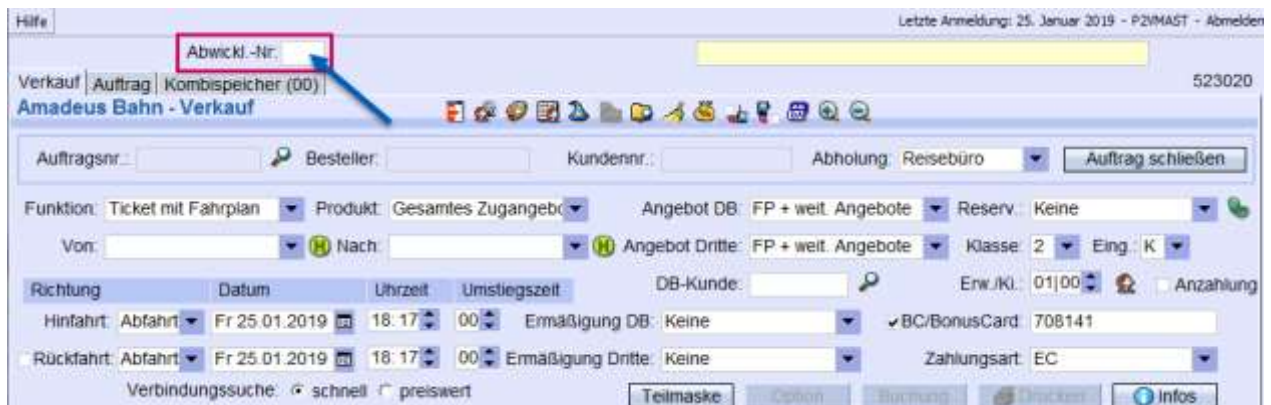 Hilfe Letzte Anmeldung: 25. Januar 2019 - P2VMAST - Abmelden
Abwickl.-Nr.
Verkauf Auftrag Kombispeicher (00) 523020
Amadeus Bahn - Verkauf
Auftragsnr.: Besteller: Kundennr.: Abholung: Reisebüro Auftrag schließen
Funktion: Ticket mit Fahrplan Produkt: Gesamtes Zugangebo Angebot DB: FP + weit. Angebote Reserv.: Keine
Von: H Nach: H Angebot Dritte: FP + weit. Angebote Klasse: 2 Eing.: K
Richtung Datum Uhrzeit Umstiegszeit DB-Kunde: Erw./Ki.: 01|00 Anzahlung
Hinfahrt: Abfahrt Fr 25.01.2019 18:17 00 Ermäßigung DB: Keine BC/BonusCard: 708141
Rückfahrt: Abfahrt Fr 25.01.2019 18:17 00 Ermäßigung Dritte: Keine Zahlungsart: EC
Verbindungssuche: schnell preiswert Teilmaske Option Buchung Drucken Infos